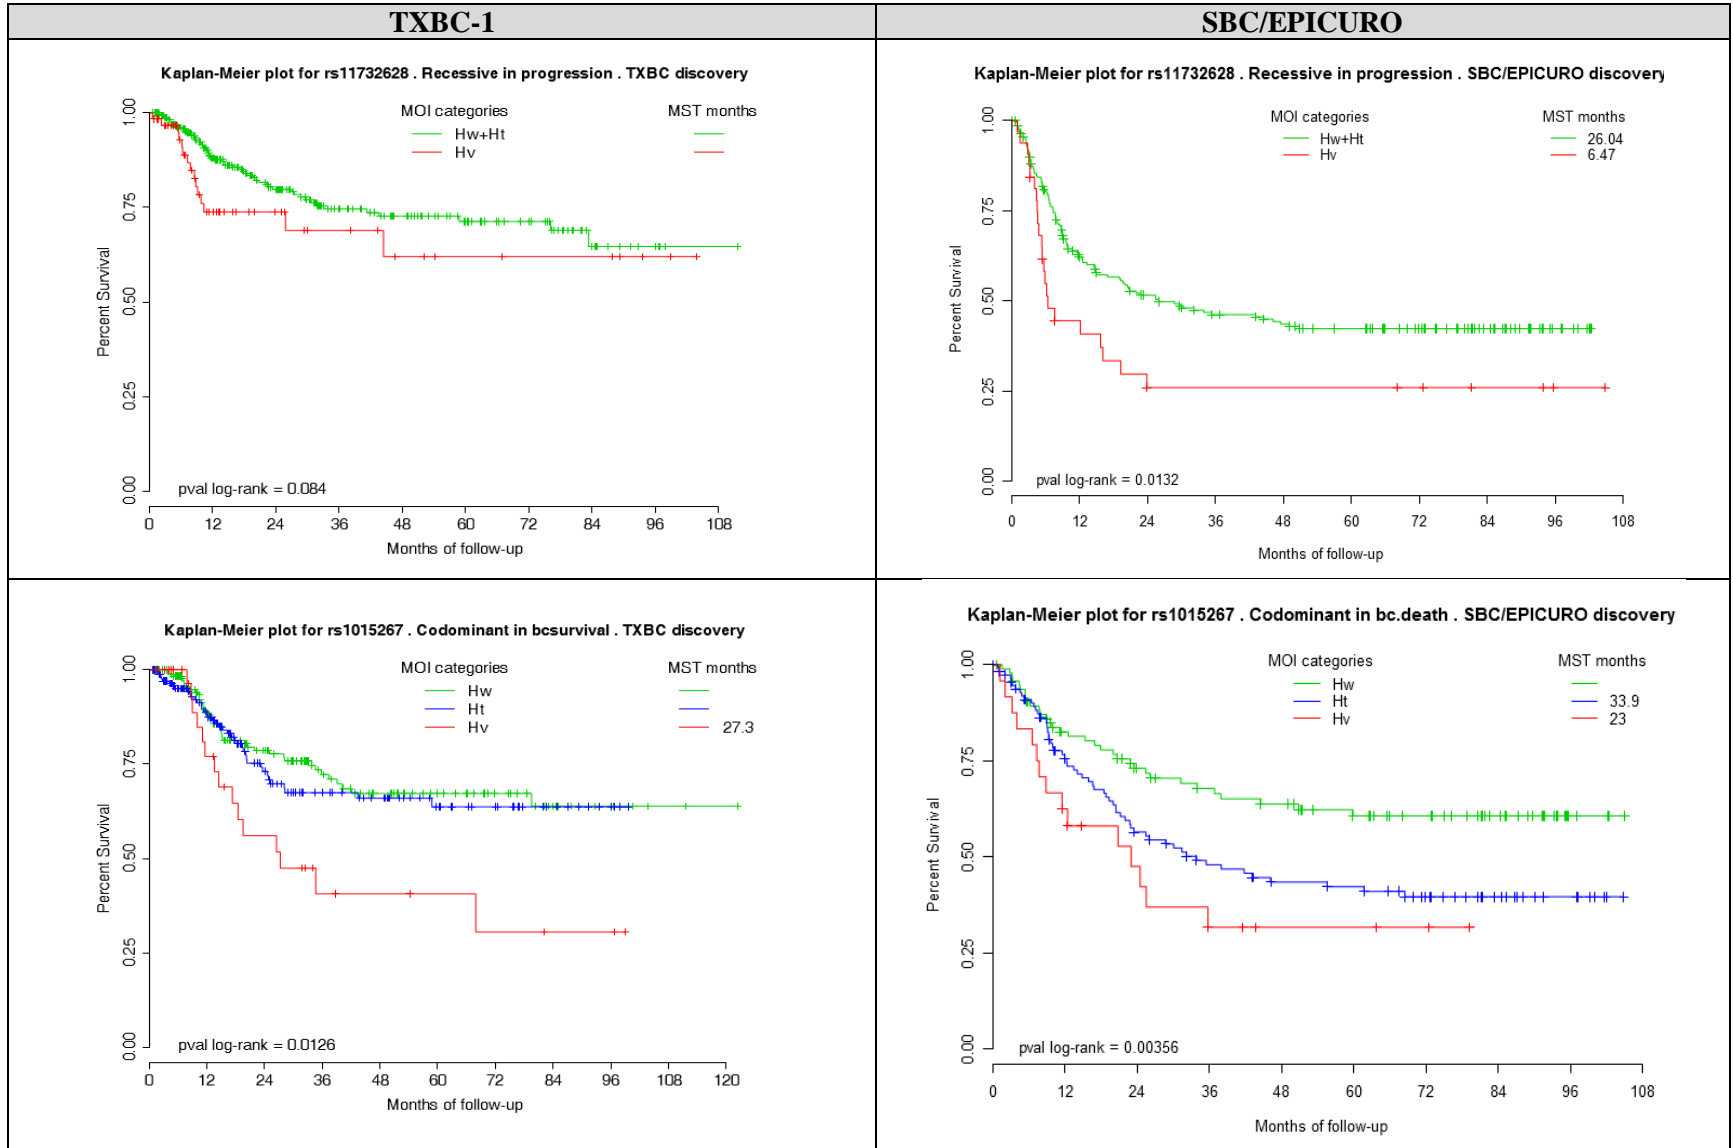 TXBC-1
SBC/EPICURO
Kaplan-Meier plot for rs11732628 . Recessive in progression . TXBC discovery
MOI categories MST months
Hw+Ht
Hv
1.00
0.75
0.50
0.25
0.00
Percent Survival
pval log-rank = 0.084
0 12 24 36 48 60 72 84 96 108
Months of follow-up
Kaplan-Meier plot for rs11732628 . Recessive in progression . SBC/EPICURO discovery
MOI categories MST months
Hw+Ht 26.04
Hv 6.47
1.00
0.75
0.50
0.25
0.00
Percent Survival
pval log-rank = 0.0132
0 12 24 36 48 60 72 84 96 108
Months of follow-up
Kaplan-Meier plot for rs1015267 . Codominant in bcsurvival . TXBC discovery
MOI categories MST months
Hw
Ht
Hv 27.3
1.00
0.75
0.50
0.25
0.00
Percent Survival
pval log-rank = 0.0126
0 12 24 36 48 60 72 84 96 108 120
Months of follow-up
Kaplan-Meier plot for rs1015267 . Codominant in bc.death . SBC/EPICURO discovery
MOI categories MST months
Hw
Ht 33.9
Hv 23
1.00
0.75
0.50
0.25
0.00
Percent Survival
pval log-rank = 0.00356
0 12 24 36 48 60 72 84 96 108
Months of follow-up